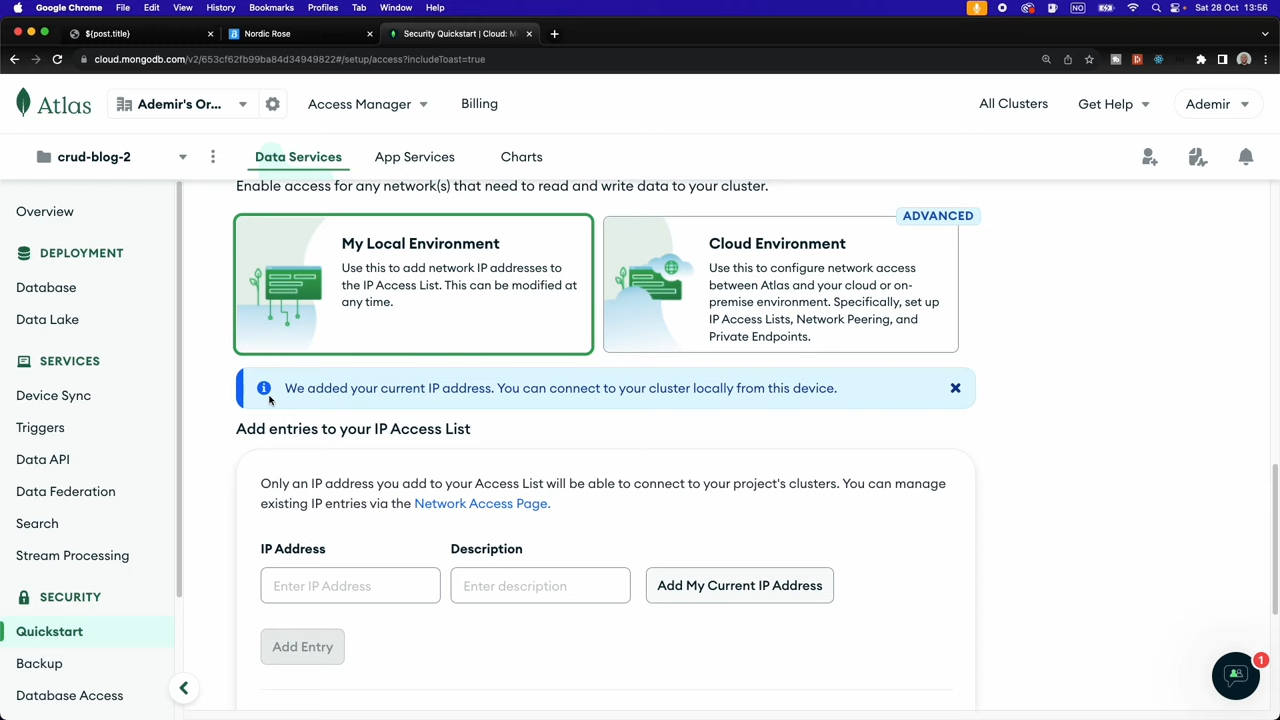 Google Chrome File Edit View History Bookmarks Profiles Tab Window Help
NO
Sat 28 Oct 13:56
${post.title}
Nordic Rose
Security Quickstart | Cloud: M
cloud.mongodb.com/v2/653cf62fb99ba84d34949822#/setup/access?includeToast=true
Atlas
Ademir's Or...
Access Manager
Billing
All Clusters
Get Help
Ademir
crud-blog-2
Data Services
App Services
Charts
Overview
DEPLOYMENT
Database
Data Lake
SERVICES
Device Sync
Triggers
Data API
Data Federation
Search
Stream Processing
SECURITY
Quickstart
Backup
Database Access
Enable access for any network(s) that need to read and write data to your cluster.
My Local Environment
Use this to add network IP addresses to
the IP Access List. This can be modified at
any time.
ADVANCED
Cloud Environment
Use this to configure network access
between Atlas and your cloud or on-
premise environment. Specifically, set up
IP Access Lists, Network Peering, and
Private Endpoints.
We added your current IP address. You can connect to your cluster locally from this device.
Add entries to your IP Access List
Only an IP address you add to your Access List will be able to connect to your project's clusters. You can manage
existing IP entries via the Network Access Page.
IP Address
Description
Enter IP Address
Enter description
Add My Current IP Address
Add Entry
1